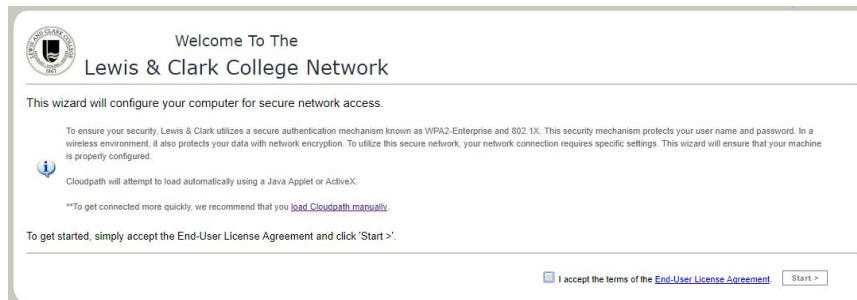 Welcome To The
Lewis & Clark College Network
This wizard will configure your computer for secure network access.
To ensure your security, Lewis & Clark utilizes a secure authentication mechanism known as WPA2-Enterprise and 802.1X. This security mechanism protects your user name and password. In a
wireless environment, it also protects your data with network encryption. To utilize this secure network, your network connection requires specific settings. This wizard will ensure that your machine
is properly configured.
Cloudpath will attempt to load automatically using a Java Applet or ActiveX.
**To get connected more quickly, we recommend that you load Cloudpath manually.
To get started, simply accept the End-User License Agreement and click 'Start >'.
I accept the terms of the End-User License Agreement. Start >